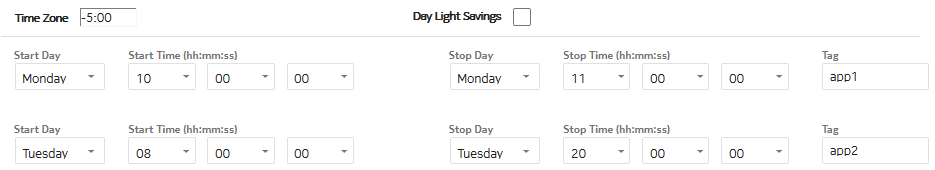 Time Zone -5:00 Day Light Savings
Start Day Start Time (hh:mm:ss) Stop Day Stop Time (hh:mm:ss) Tag
Monday 10 00 00 Monday 11 00 00 app1
Start Day Start Time (hh:mm:ss) Stop Day Stop Time (hh:mm:ss) Tag
Tuesday 08 00 00 Tuesday 20 00 00 app2